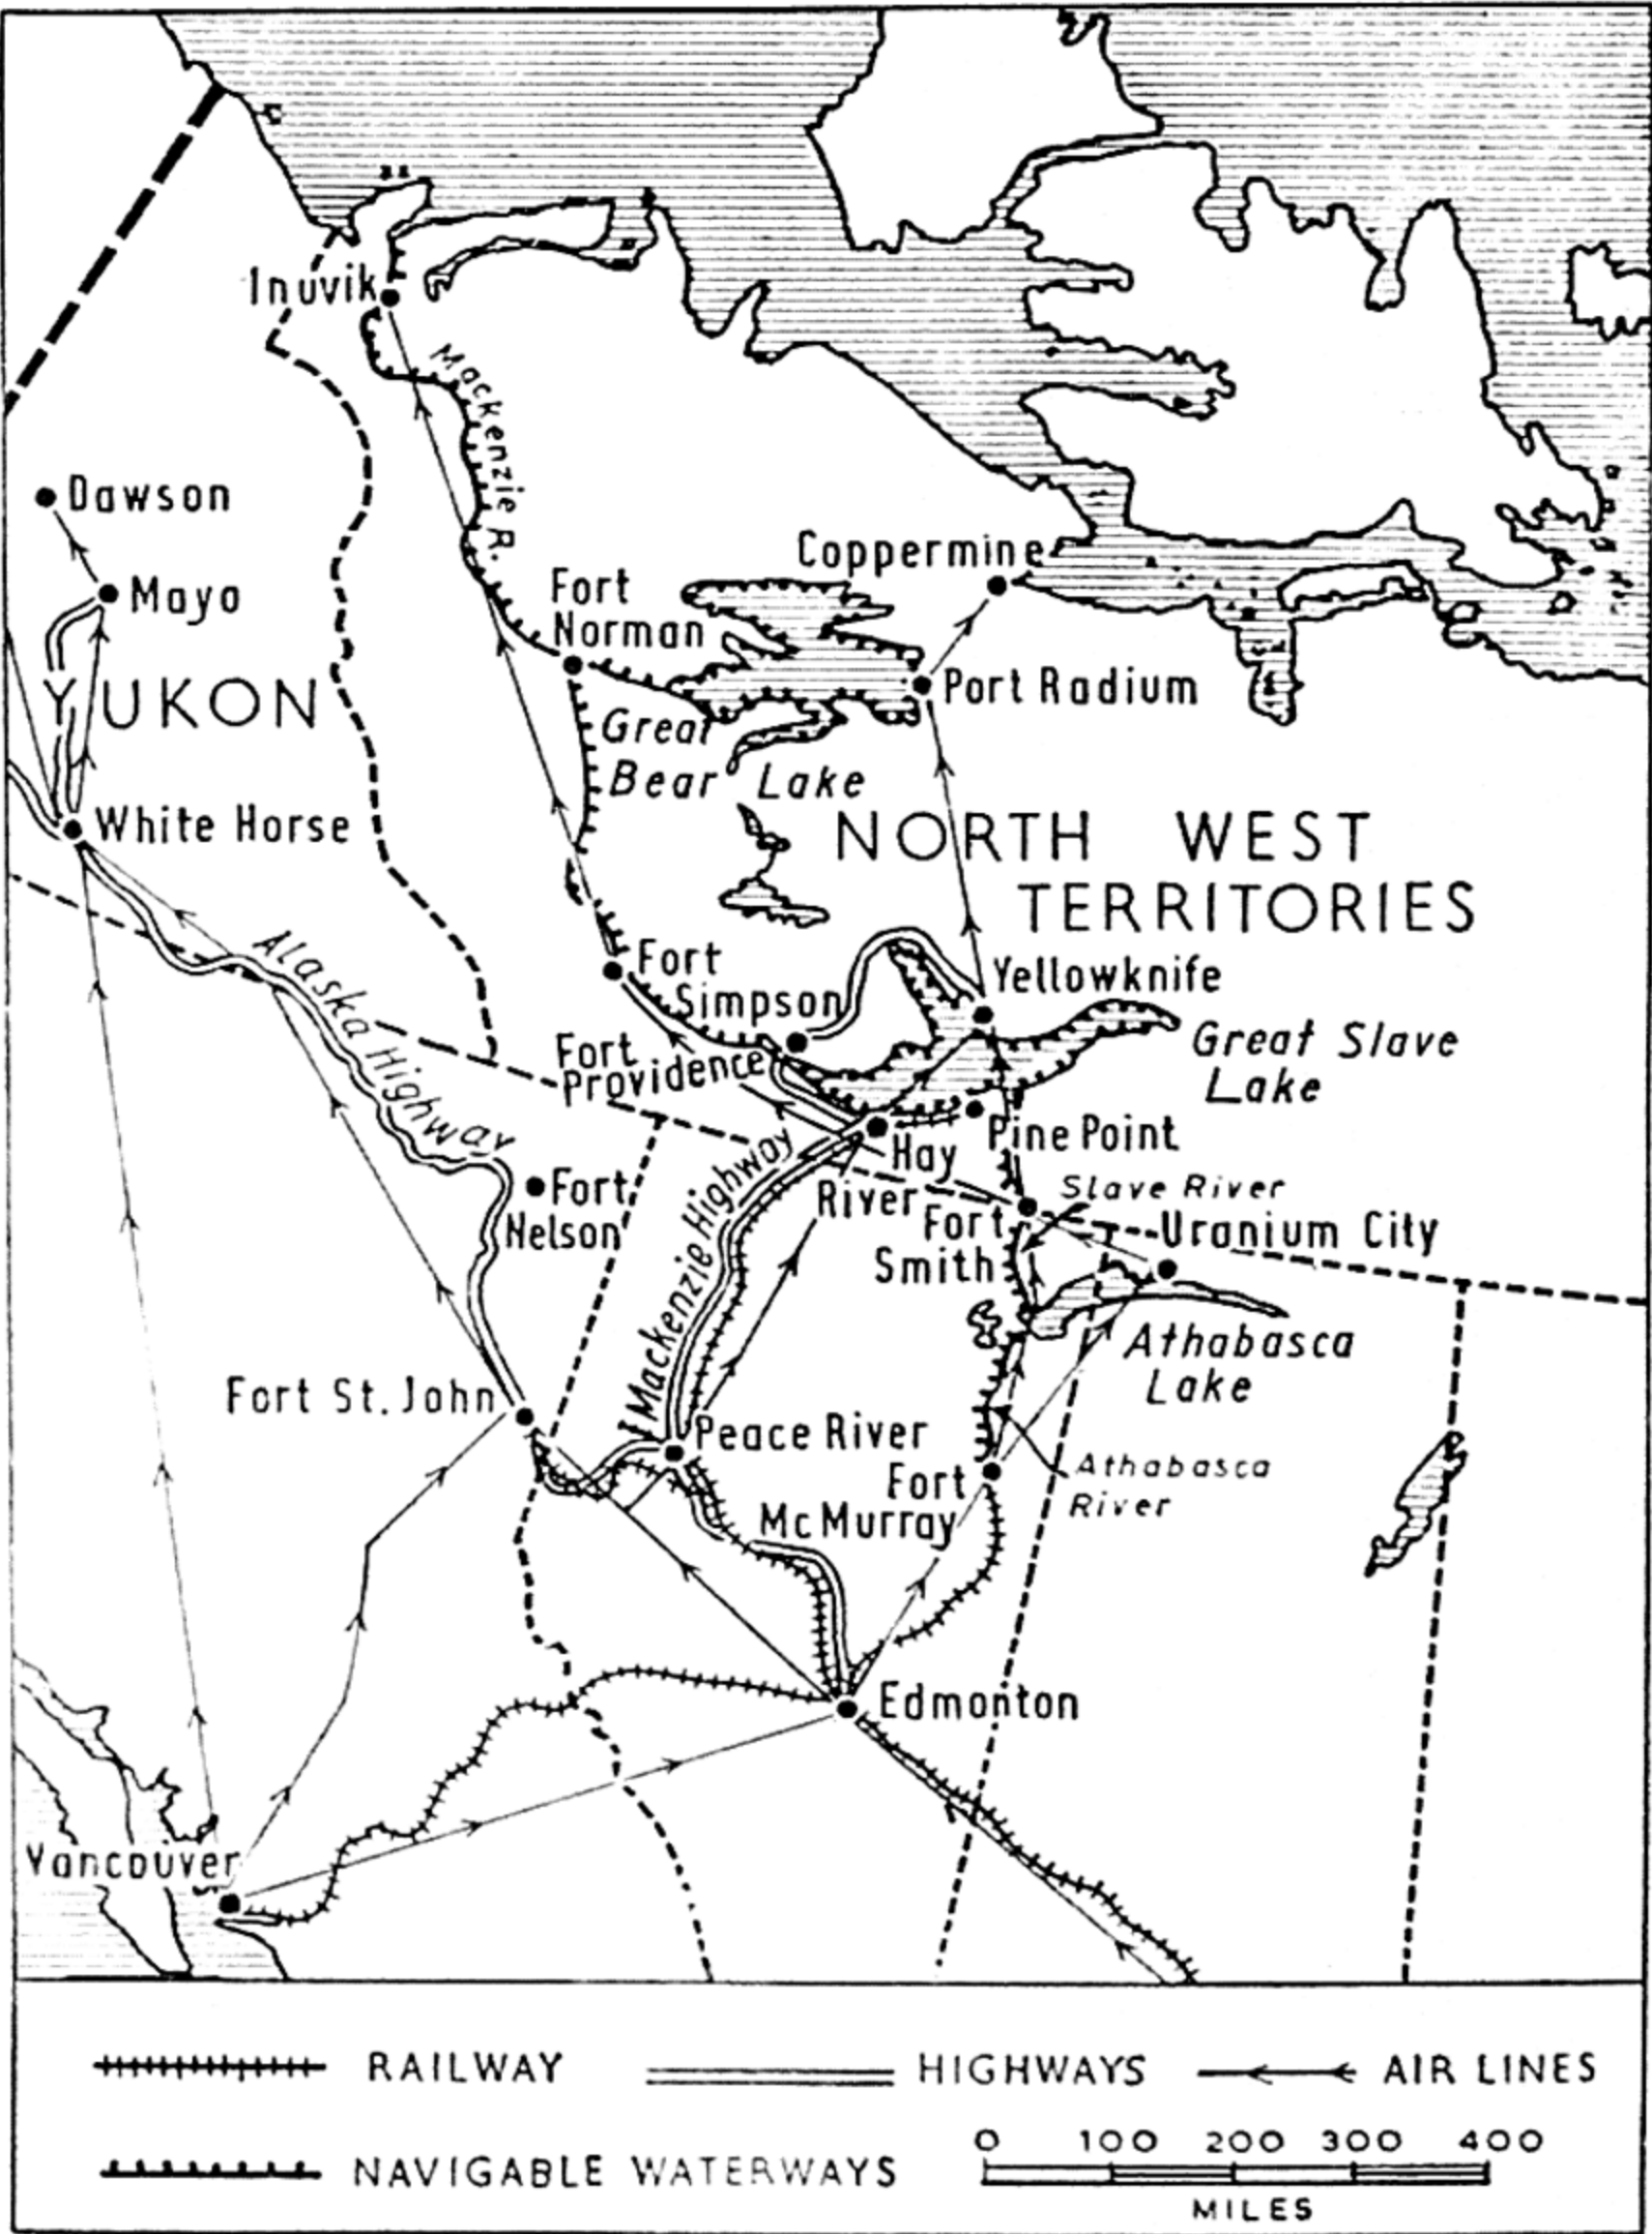 Inuvik
Mackenzie R.
Dawson
Mayo
YUKON
White Horse
Coppermine
Fort
Norman
Port Radium
Great
Bear Lake
NORTH WEST
TERRITORIES
Alaska Highway
Fort
Simpson
Yellowknife
Great Slave
Lake
Fort
Providence
Pine Point
Hay
River
Mackenzie Highway
Fort
Nelson
Slave River
Fort
Smith
Uranium City
Athabasca
Lake
Fort St. John
Peace River
Fort
McMurray
Athabasca
River
Edmonton
Vancouver
RAILWAY
HIGHWAYS
AIR LINES
NAVIGABLE WATERWAYS
0 100 200 300 400
MILES